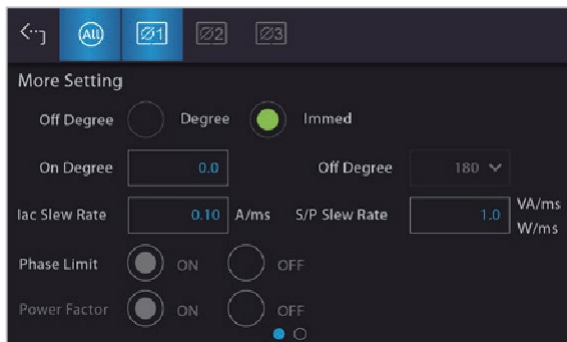 All Ø1 Ø2 Ø3
More Setting
Off Degree Degree Immed
On Degree 0.0 Off Degree 180
Iac Slew Rate 0.10 A/ms S/P Slew Rate 1.0 VA/ms
W/ms
Phase Limit ON OFF
Power Factor ON OFF